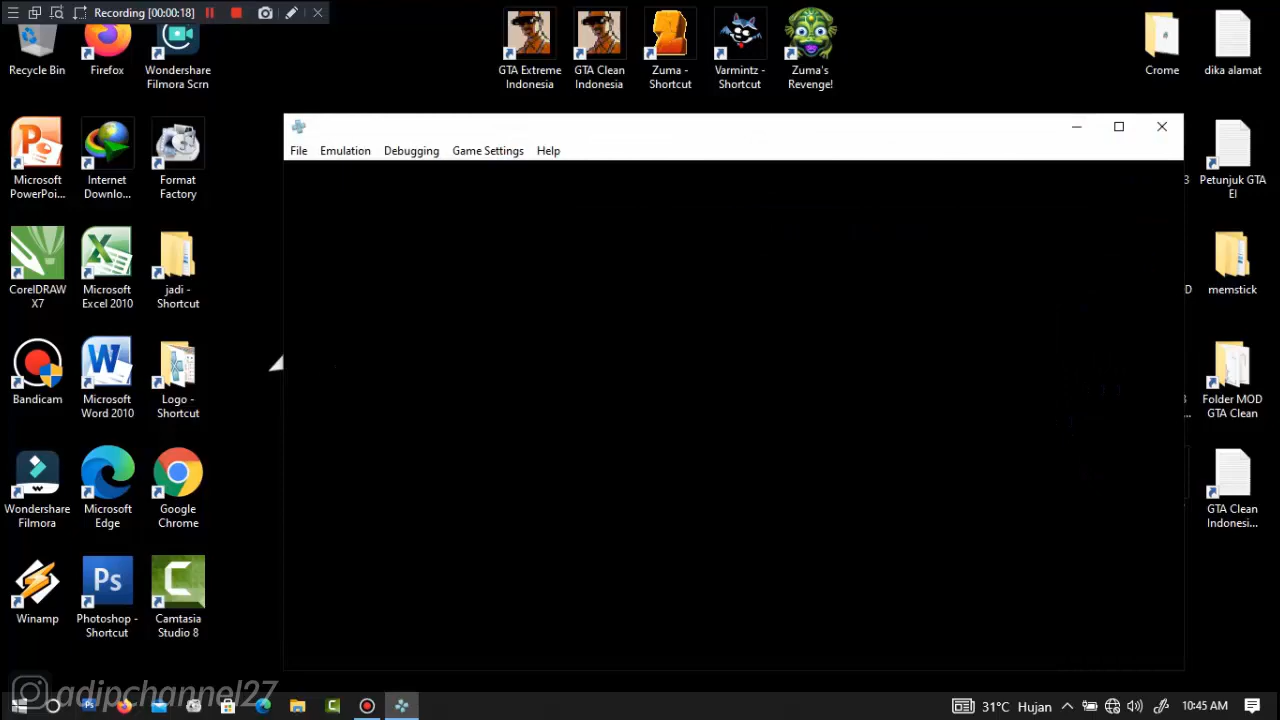 Recording [00:00:18]
Recycle Bin
Firefox
Wondershare
Filmora Scrn
GTA Extreme
Indonesia
GTA Clean
Indonesia
Zuma -
Shortcut
Varmintz -
Shortcut
Zuma's
Revenge!
Crome
dika alamat
File
Emulation
Debugging
Game Settings
Help
Microsoft
PowerPoi...
Internet
Downlo...
Format
Factory
3
Petunjuk GTA
EI
CorelDRAW
X7
Microsoft
Excel 2010
jadi -
Shortcut
D
memstick
Bandicam
Microsoft
Word 2010
Logo -
Shortcut
3
...
Folder MOD
GTA Clean
Wondershare
Filmora
Microsoft
Edge
Google
Chrome
GTA Clean
Indonesi...
Winamp
Photoshop -
Shortcut
Camtasia
Studio 8
adipchannel27
31°C Hujan
10:45 AM